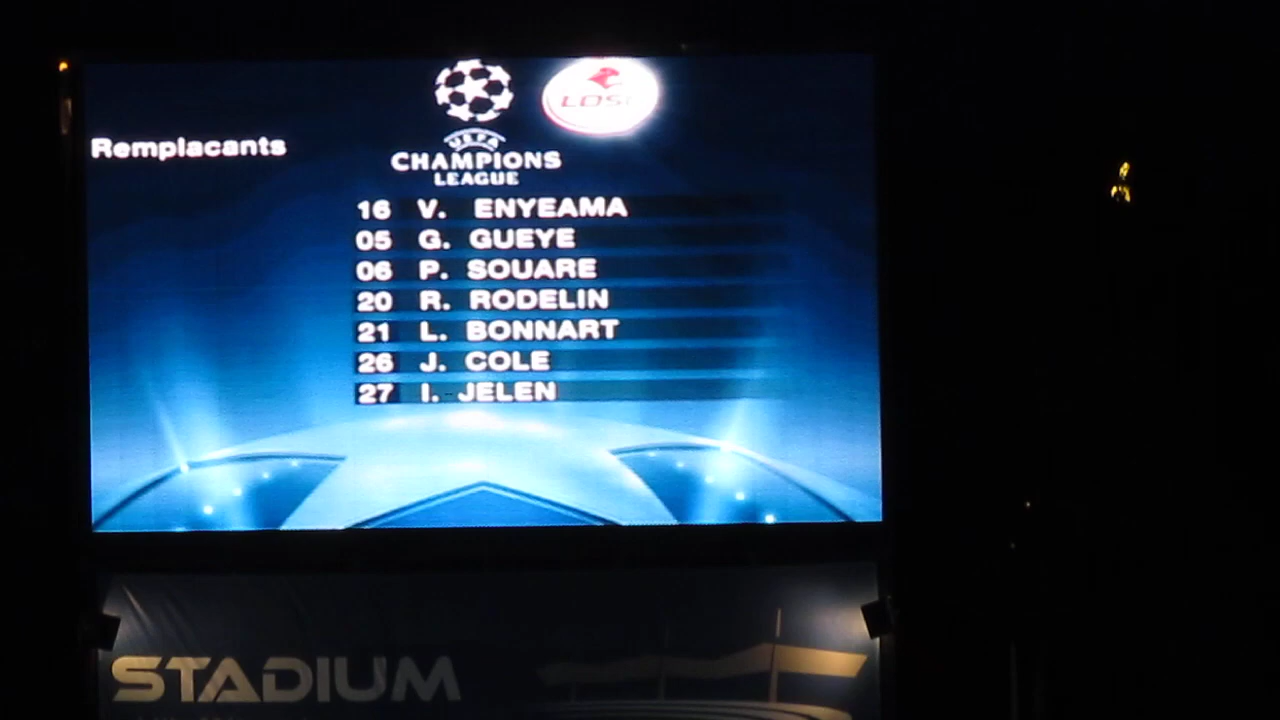 LOSC
Remplacants
UEFA
CHAMPIONS
LEAGUE
16 V. ENYEAMA
05 G. GUEYE
06 P. SOUARE
20 R. RODELIN
21 L. BONNART
26 J. COLE
27 I. JELEN
STADIUM